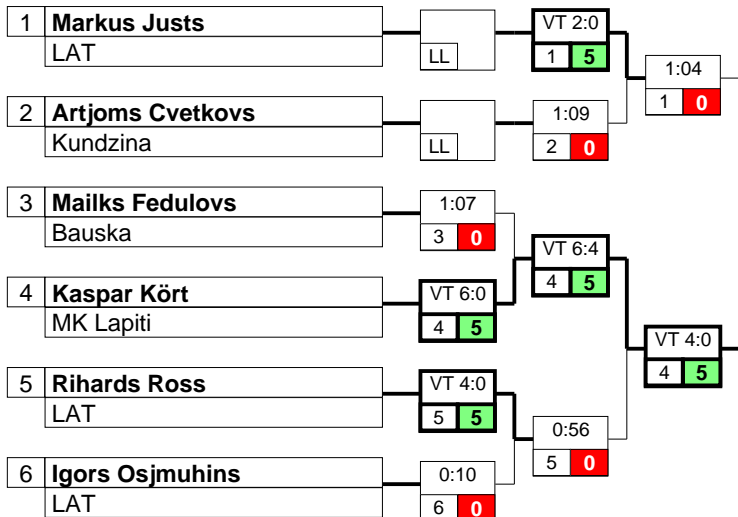 1 Markus Justs
LAT
LL
VT 2:0
1 5
1:04
1 0
2 Artjoms Cvetkovs
Kundzina
LL
1:09
2 0
3 Mailks Fedulovs
Bauska
1:07
3 0
VT 6:4
4 5
4 Kaspar Kört
MK Lapiti
VT 6:0
4 5
VT 4:0
4 5
5 Rihards Ross
LAT
VT 4:0
5 5
0:56
5 0
6 Igors Osjmuhins
LAT
0:10
6 0